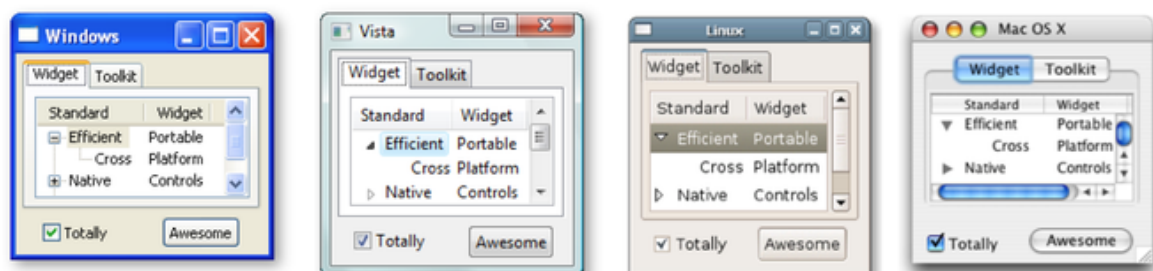 Windows
Widget Toolkit
Standard Widget
Efficient Portable
Cross Platform
Native Controls
Totally Awesome
Vista
Widget Toolkit
Standard Widget
Efficient Portable
Cross Platform
Native Controls
Totally Awesome
Linux
Widget Toolkit
Standard Widget
Efficient Portable
Cross Platform
Native Controls
Totally Awesome
Mac OS X
Widget Toolkit
Standard Widget
Efficient Portable
Cross Platform
Native Controls
Totally Awesome